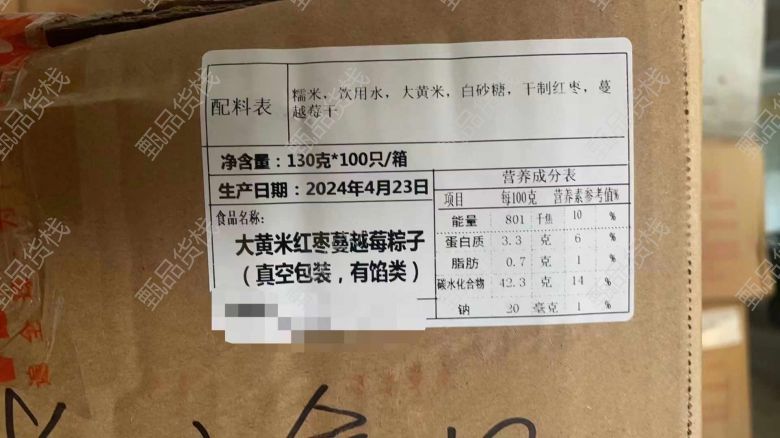 配料表
糯米，饮用水，大黄米，白砂糖，干制红枣，蔓
越莓干
净含量：130克*100只/箱
生产日期：2024年4月23日
食品名称：
大黄米红枣蔓越莓粽子
（真空包装，有馅类）
营养成分表
项目 每100克 营养素参考值%
能量 801 千焦 10 %
蛋白质 3.3 克 6 %
脂肪 0.7 克 1 %
碳水化合物 42.3 克 14 %
钠 20 毫克 1 %
甄品货栈